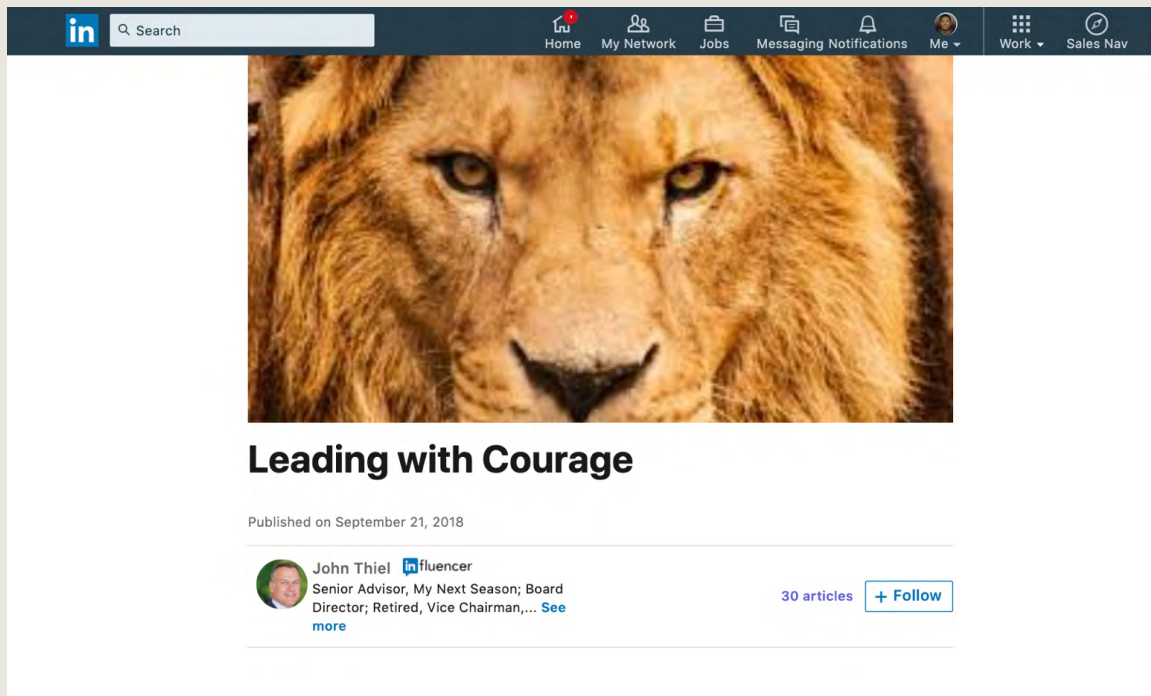 in Search
Home My Network Jobs Messaging Notifications Me Work Sales Nav
Leading with Courage
Published on September 21, 2018
John Thiel influencer
Senior Advisor, My Next Season; Board
Director; Retired, Vice Chairman,... See
more
30 articles + Follow